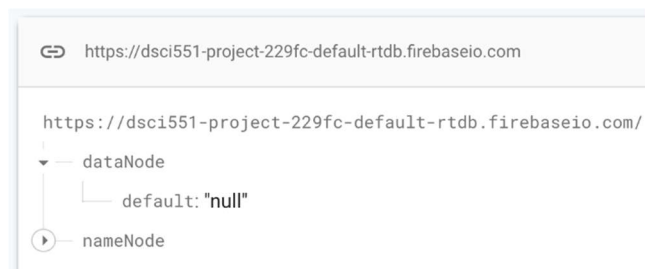 https://dsci551-project-229fc-default-rtdb.firebaseio.com
https://dsci551-project-229fc-default-rtdb.firebaseio.com/
dataNode
default: "null"
nameNode